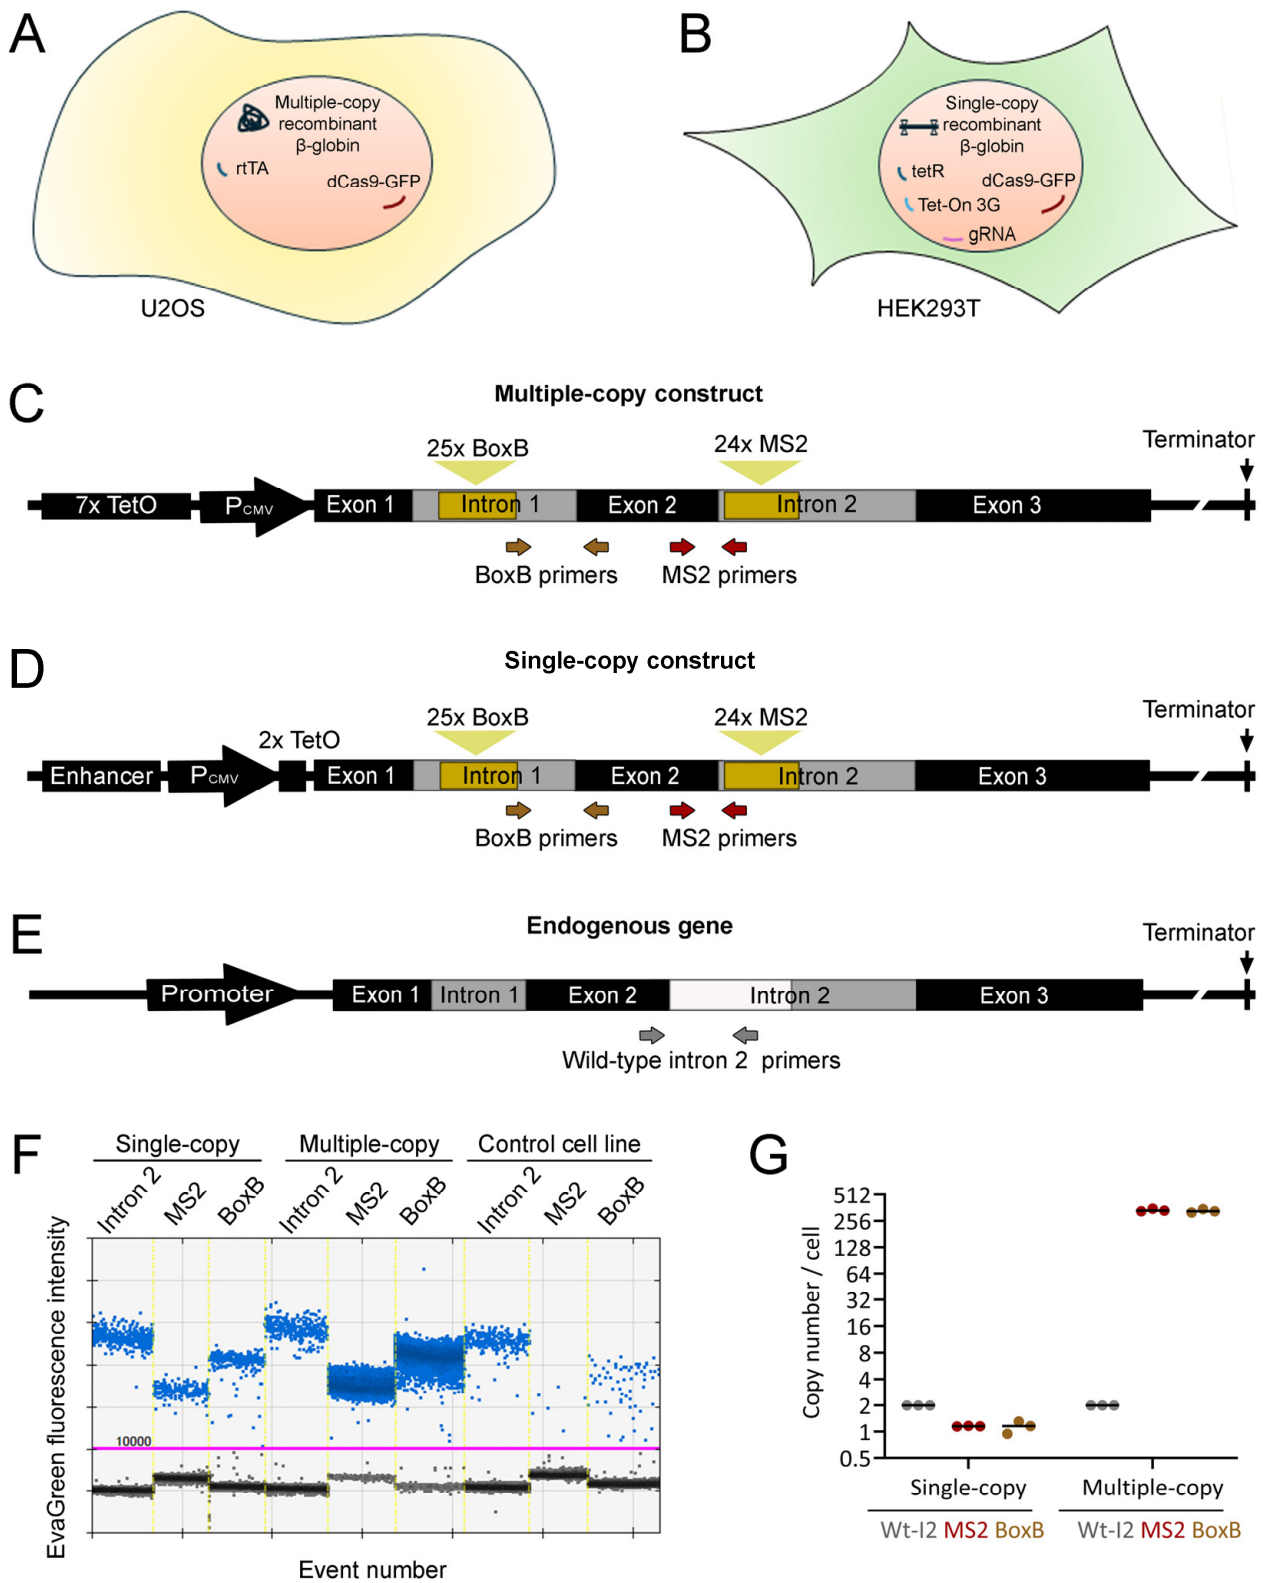 A
Multiple-copy
recombinant
β-globin
rtTA
dCas9-GFP
U2OS
B
Single-copy
recombinant
β-globin
tetR
dCas9-GFP
Tet-On 3G
gRNA
HEK293T
C
Multiple-copy construct
25x BoxB
24x MS2
Terminator
7x TetO
PCMV
Exon 1
Intron 1
Exon 2
Intron 2
Exon 3
BoxB primers
MS2 primers
D
Single-copy construct
25x BoxB
24x MS2
Terminator
2x TetO
Enhancer
PCMV
Exon 1
Intron 1
Exon 2
Intron 2
Exon 3
BoxB primers
MS2 primers
E
Endogenous gene
Terminator
Promoter
Exon 1
Intron 1
Exon 2
Intron 2
Exon 3
Wild-type intron 2 primers
F
Single-copy
Multiple-copy
Control cell line
Intron 2
MS2
BoxB
Intron 2
MS2
BoxB
Intron 2
MS2
BoxB
EvaGreen fluorescence intensity
10000
Event number
G
Copy number / cell
512
256
128
64
32
16
8
4
2
1
0.5
Single-copy
Multiple-copy
Wt-I2 MS2 BoxB
Wt-I2 MS2 BoxB